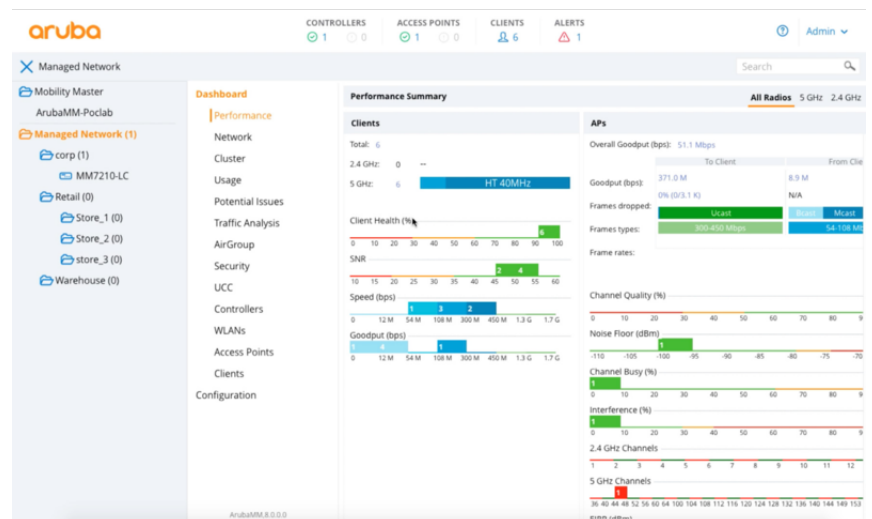 aruba
CONTROLLERS ACCESS POINTS CLIENTS ALERTS
1 0 1 0 6 1
? Admin
Managed Network
Search
Mobility Master
ArubaMM-Poclab
Managed Network (1)
corp (1)
MM7210-LC
Retail (0)
Store_1 (0)
Store_2 (0)
store_3 (0)
Warehouse (0)
Dashboard
Performance
Network
Cluster
Usage
Potential Issues
Traffic Analysis
AirGroup
Security
UCC
Controllers
WLANs
Access Points
Clients
Configuration
ArubaMM,8.0.0.0
Performance Summary
All Radios 5 GHz 2.4 GHz
Clients
Total: 6
2.4 GHz: 0 --
5 GHz: 6 HT 40MHz
Client Health (%)
6
0 10 20 30 40 50 60 70 80 90 100
SNR
2 4
10 15 20 25 30 35 40 45 50 55 60
Speed (bps)
1 3 2
0 12 M 54 M 108 M 300 M 450 M 1.3 G 1.7 G
Goodput (bps)
1 4 1
0 12 M 54 M 108 M 300 M 450 M 1.3 G 1.7 G
APs
Overall Goodput (bps): 51.1 Mbps
To Client From Clie
Goodput (bps): 371.0 M 8.9 M
Frames dropped: 0% (0/3.1 K) N/A
Frames types: Ucast Bcast Mcast
300-450 Mbps 54-108 Mb
Frame rates:
Channel Quality (%)
0 10 20 30 40 50 60 70 80 9
Noise Floor (dBm)
1
-110 -105 -100 -95 -90 -85 -80 -75 -70
Channel Busy (%)
1
0 10 20 30 40 50 60 70 80 9
Interference (%)
1
0 10 20 30 40 50 60 70 80 9
2.4 GHz Channels
1 2 3 4 5 6 7 8 9 10 11 12
5 GHz Channels
1
36 40 44 48 52 56 60 64 100 104 108 112 116 120 124 128 132 136 140 144 149 153